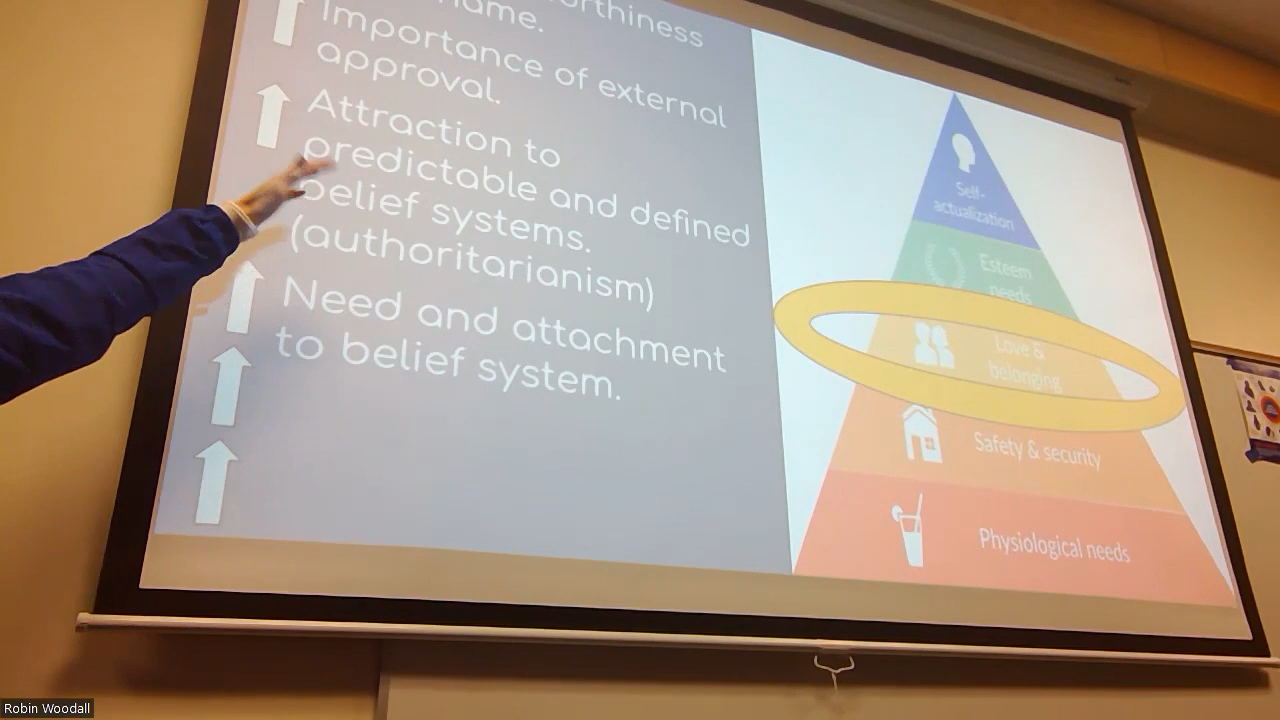 orthiness
ame.
Importance of external
approval.
Attraction to
predictable and defined
belief systems.
(authoritarianism)
Need and attachment
to belief system.
Self-
actualization
Esteem
needs
Love &
belonging
Safety & security
Physiological needs
Robin Woodall